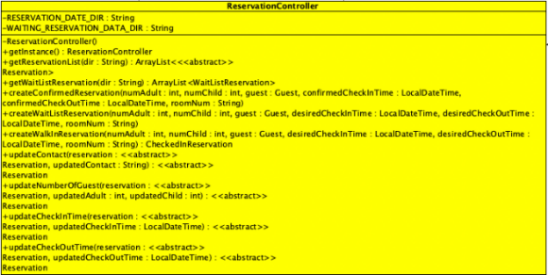 ReservationController
-RESERVATION_DATE_DIR : String
-WAITING_RESERVATION_DATA_DIR : String
-ReservationController()
+getInstance() : ReservationController
+getReservationList(dir : String) : ArrayList<<<abstract>>
Reservation>
+getWaitListReservation(dir : String) : ArrayList<WaitListReservation>
+createConfirmedReservation(numAdult : int, numChild : int, guest : Guest, confirmedCheckInTime : LocalDateTime,
confirmedCheckOutTime : LocalDateTime, roomNum : String)
+createWaitListReservation(numAdult : int, numChild : int, guest : Guest, desiredCheckInTime : LocalDateTime, desiredCheckOutTime :
LocalDateTime, roomNum : String)
+createWalkInReservation(numAdult : int, numChild : int, guest : Guest, desiredCheckInTime : LocalDateTime, desiredCheckOutTime :
LocalDateTime, roomNum : String) : CheckedInReservation
+updateContact(reservation : <<abstract>>
Reservation, updatedContact : String) : <<abstract>>
Reservation
+updateNumberOfGuest(reservation : <<abstract>>
Reservation, updatedAdult : int, updatedChild : int) : <<abstract>>
Reservation
+updateCheckInTime(reservation : <<abstract>>
Reservation, updatedCheckInTime : LocalDateTime) : <<abstract>>
Reservation
+updateCheckOutTime(reservation : <<abstract>>
Reservation, updatedCheckOutTime : LocalDateTime) : <<abstract>>
Reservation